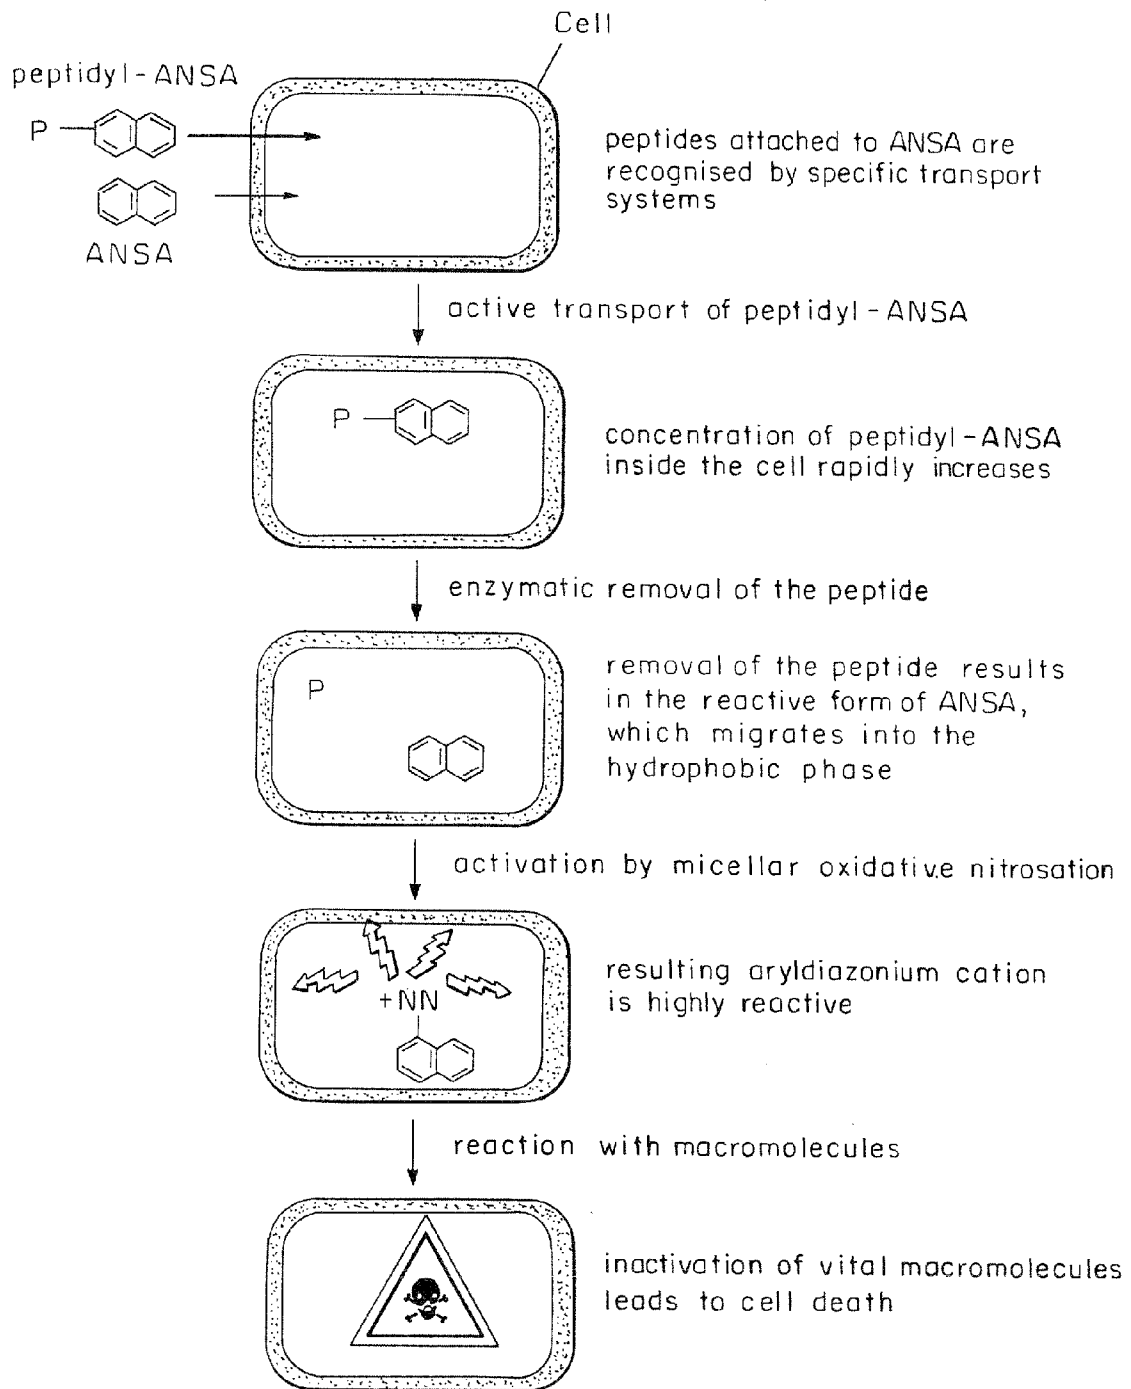 Cell
peptidyl-ANSA
P
ANSA
peptides attached to ANSA are
recognised by specific transport
systems
active transport of peptidyl-ANSA
P
concentration of peptidyl-ANSA
inside the cell rapidly increases
enzymatic removal of the peptide
P
removal of the peptide results
in the reactive form of ANSA,
which migrates into the
hydrophobic phase
activation by micellar oxidative nitrosation
+NN
resulting aryldiazonium cation
is highly reactive
reaction with macromolecules
inactivation of vital macromolecules
leads to cell death